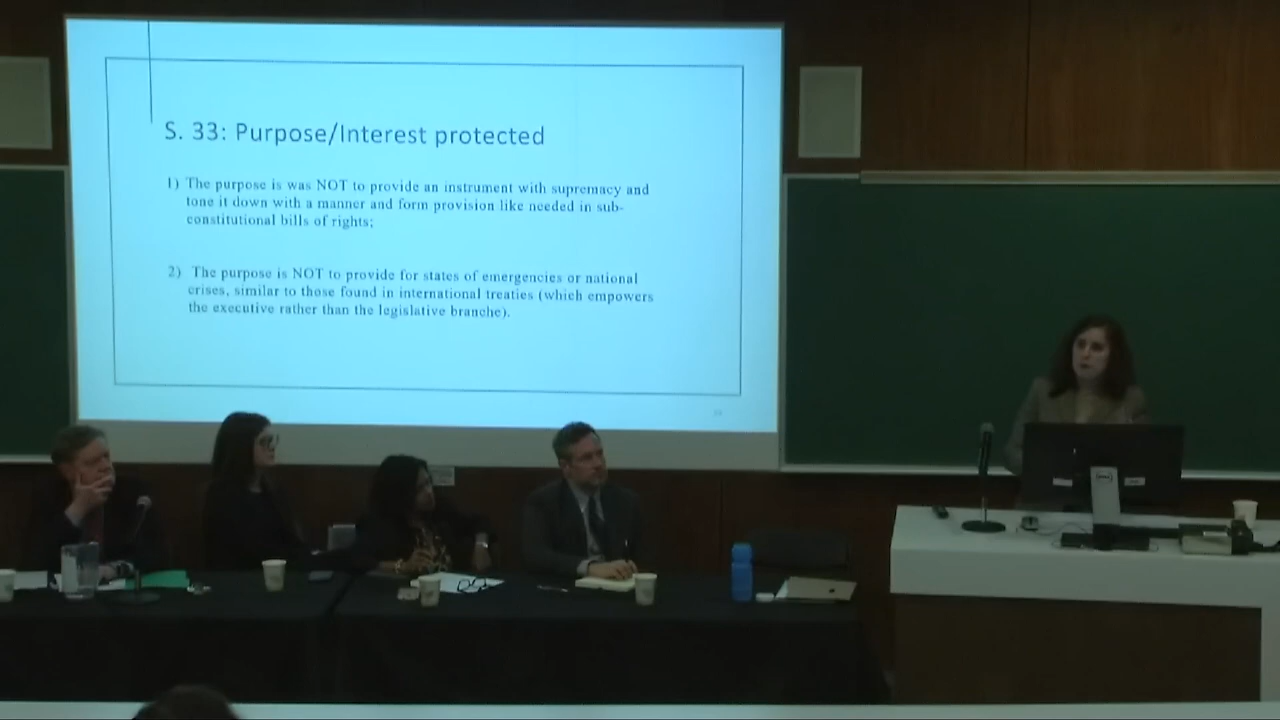 S. 33: Purpose/Interest protected
1) The purpose is was NOT to provide an instrument with supremacy and
tone it down with a manner and form provision like needed in sub-
constitutional bills of rights;
2) The purpose is NOT to provide for states of emergencies or national
crises, similar to those found in international treaties (which empowers
the executive rather than the legislative branche).
DELL